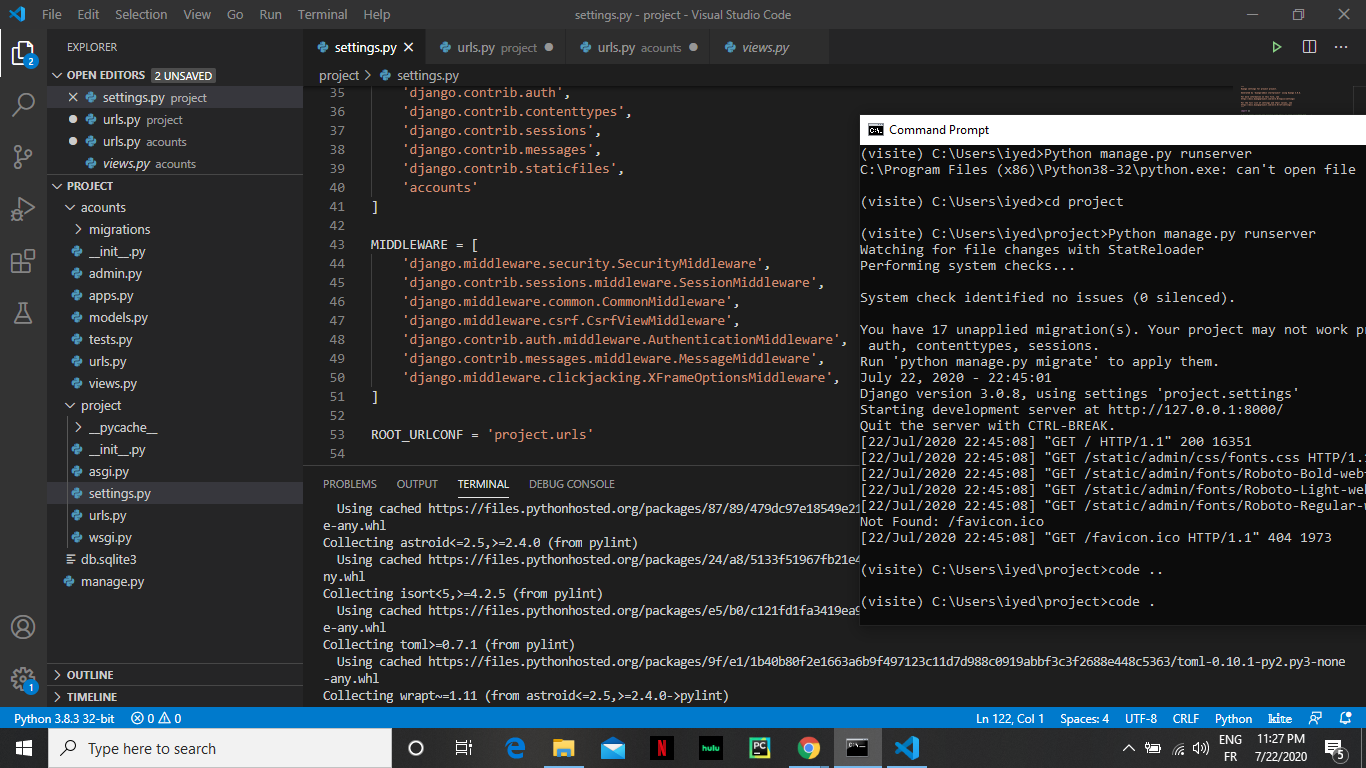 File Edit Selection View Go Run Terminal Help
settings.py - project - Visual Studio Code
EXPLORER
OPEN EDITORS 2 UNSAVED
settings.py project
urls.py project
urls.py acounts
views.py acounts
PROJECT
acounts
migrations
__init__.py
admin.py
apps.py
models.py
tests.py
urls.py
views.py
project
__pycache__
__init__.py
asgi.py
settings.py
urls.py
wsgi.py
db.sqlite3
manage.py
OUTLINE
TIMELINE
2
1
settings.py urls.py project urls.py acounts views.py
project > settings.py
35 'django.contrib.auth',
36 'django.contrib.contenttypes',
37 'django.contrib.sessions',
38 'django.contrib.messages',
39 'django.contrib.staticfiles',
40 'accounts'
41 ]
42
43 MIDDLEWARE = [
44 'django.middleware.security.SecurityMiddleware',
45 'django.contrib.sessions.middleware.SessionMiddleware',
46 'django.middleware.common.CommonMiddleware',
47 'django.middleware.csrf.CsrfViewMiddleware',
48 'django.contrib.auth.middleware.AuthenticationMiddleware',
49 'django.contrib.messages.middleware.MessageMiddleware',
50 'django.middleware.clickjacking.XFrameOptionsMiddleware',
51 ]
52
53 ROOT_URLCONF = 'project.urls'
54
PROBLEMS OUTPUT TERMINAL DEBUG CONSOLE
Using cached https://files.pythonhosted.org/packages/87/89/479dc97e18549e21
e-any.whl
Collecting astroid<=2.5,>=2.4.0 (from pylint)
Using cached https://files.pythonhosted.org/packages/24/a8/5133f51967fb21e4
ny.whl
Collecting isort<5,>=4.2.5 (from pylint)
Using cached https://files.pythonhosted.org/packages/e5/b0/c121fd1fa3419ea9
e-any.whl
Collecting toml>=0.7.1 (from pylint)
Using cached https://files.pythonhosted.org/packages/9f/e1/1b40b80f2e1663a6b9f497123c11d7d988c0919abbf3c3f2688e448c5363/toml-0.10.1-py2.py3-none
-any.whl
Collecting wrapt~=1.11 (from astroid<=2.5,>=2.4.0->pylint)
Command Prompt
(visite) C:\Users\iyed>Python manage.py runserver
C:\Program Files (x86)\Python38-32\python.exe: can't open file
(visite) C:\Users\iyed>cd project
(visite) C:\Users\iyed\project>Python manage.py runserver
Watching for file changes with StatReloader
Performing system checks...
System check identified no issues (0 silenced).
You have 17 unapplied migration(s). Your project may not work p
auth, contenttypes, sessions.
Run 'python manage.py migrate' to apply them.
July 22, 2020 - 22:45:01
Django version 3.0.8, using settings 'project.settings'
Starting development server at http://127.0.0.1:8000/
Quit the server with CTRL-BREAK.
[22/Jul/2020 22:45:08] "GET / HTTP/1.1" 200 16351
[22/Jul/2020 22:45:08] "GET /static/admin/css/fonts.css HTTP/1.
[22/Jul/2020 22:45:08] "GET /static/admin/fonts/Roboto-Bold-web
[22/Jul/2020 22:45:08] "GET /static/admin/fonts/Roboto-Light-we
[22/Jul/2020 22:45:08] "GET /static/admin/fonts/Roboto-Regular-
Not Found: /favicon.ico
[22/Jul/2020 22:45:08] "GET /favicon.ico HTTP/1.1" 404 1973
(visite) C:\Users\iyed\project>code ..
(visite) C:\Users\iyed\project>code .
Python 3.8.3 32-bit 0 0 Ln 122, Col 1 Spaces: 4 UTF-8 CRLF Python kite
Type here to search
N hulu PC
ENG
FR
11:27 PM
7/22/2020
5